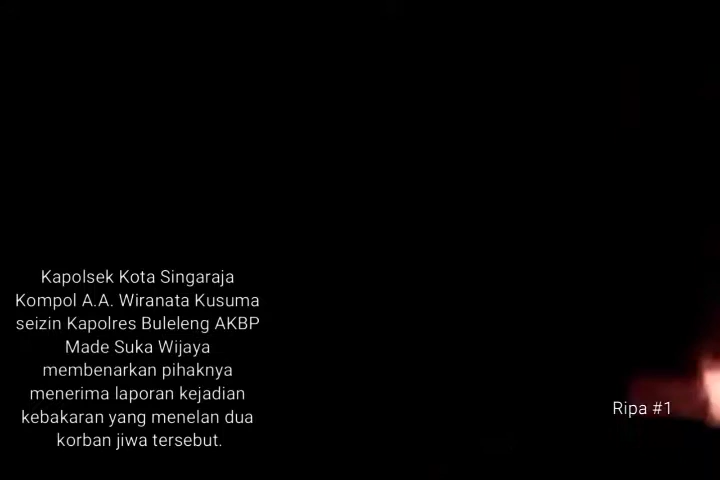 Kapolsek Kota Singaraja
Kompol A.A. Wiranata Kusuma
seizin Kapolres Buleleng AKBP
Made Suka Wijaya
membenarkan pihaknya
menerima laporan kejadian
kebakaran yang menelan dua
korban jiwa tersebut.
Ripa #1